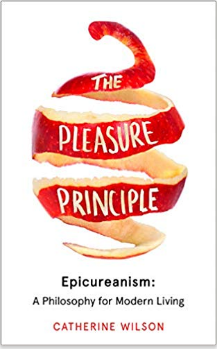 THE
PLEASURE
PRINCIPLE
Epicureanism:
A Philosophy for Modern Living
CATHERINE WILSON